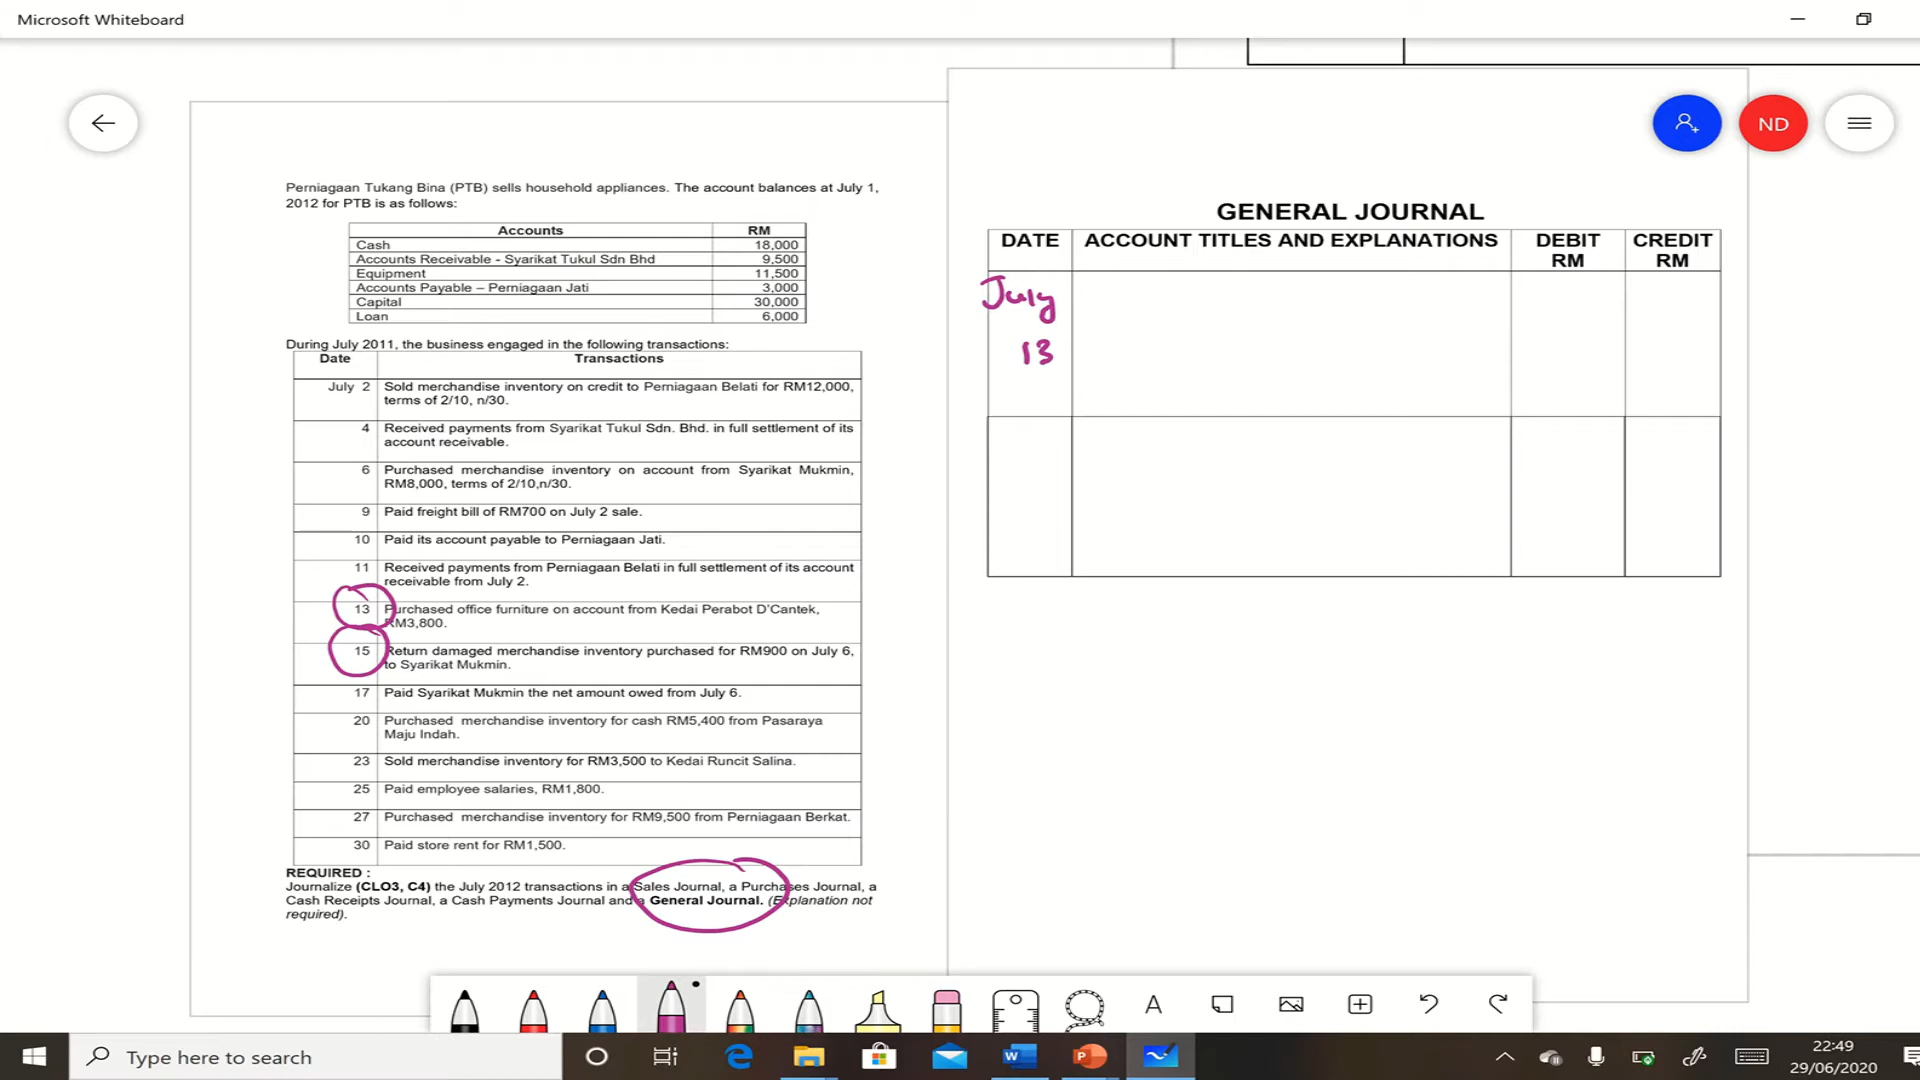 Microsoft Whiteboard
ND
Perniagaan Tukang Bina (PTB) sells household appliances. The account balances at July 1,
2012 for PTB is as follows:
Accounts RM
Cash 18,000
Accounts Receivable - Syarikat Tukul Sdn Bhd 9,500
Equipment 11,500
Accounts Payable – Perniagaan Jati 3,000
Capital 30,000
Loan 6,000
During July 2011, the business engaged in the following transactions:
Date Transactions
July 2 Sold merchandise inventory on credit to Perniagaan Belati for RM12,000,
terms of 2/10, n/30.
4 Received payments from Syarikat Tukul Sdn. Bhd. in full settlement of its
account receivable.
6 Purchased merchandise inventory on account from Syarikat Mukmin,
RM8,000, terms of 2/10,n/30.
9 Paid freight bill of RM700 on July 2 sale.
10 Paid its account payable to Perniagaan Jati.
11 Received payments from Perniagaan Belati in full settlement of its account
receivable from July 2.
13 Purchased office furniture on account from Kedai Perabot D'Cantek,
RM3,800.
15 Return damaged merchandise inventory purchased for RM900 on July 6,
to Syarikat Mukmin.
17 Paid Syarikat Mukmin the net amount owed from July 6.
20 Purchased merchandise inventory for cash RM5,400 from Pasaraya
Maju Indah.
23 Sold merchandise inventory for RM3,500 to Kedai Runcit Salina.
25 Paid employee salaries, RM1,800.
27 Purchased merchandise inventory for RM9,500 from Perniagaan Berkat.
30 Paid store rent for RM1,500.
REQUIRED :
Journalize (CLO3, C4) the July 2012 transactions in a Sales Journal, a Purchases Journal, a
Cash Receipts Journal, a Cash Payments Journal and a General Journal. (Explanation not
required).
GENERAL JOURNAL
DATE ACCOUNT TITLES AND EXPLANATIONS DEBIT CREDIT
RM RM
July
13
A
Type here to search
22:49
29/06/2020